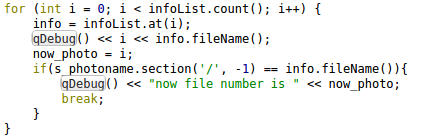 for (int i = 0; i < infoList.count(); i++) {
    info = infoList.at(i);
    qDebug() << i << info.fileName();
    now_photo = i;
    if(s_photoname.section('/', -1) == info.fileName()){
        qDebug() << "now file number is " << now_photo;
        break;
    }
}